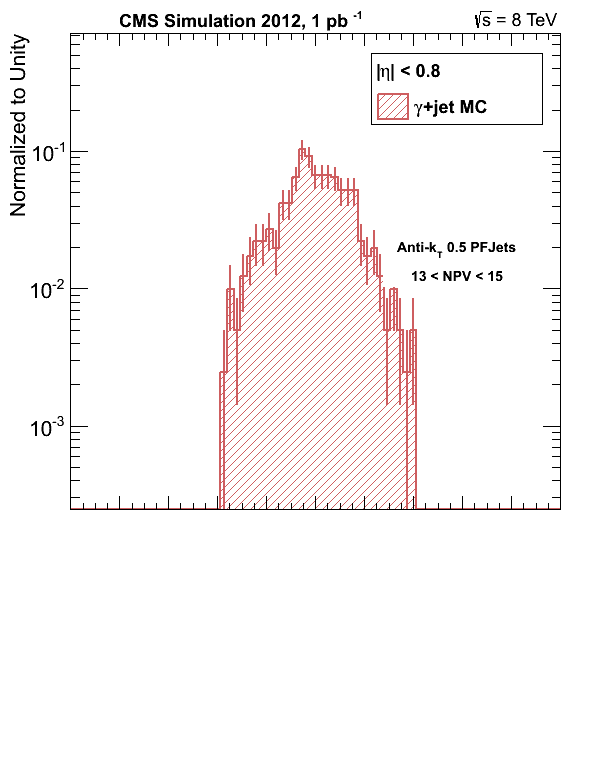 CMS Simulation 2012, 1 pb⁻¹
√s = 8 TeV
Normalized to Unity
|η| < 0.8
γ+jet MC
10⁻¹
Anti-k_T 0.5 PFJets
13 < NPV < 15
10⁻²
10⁻³